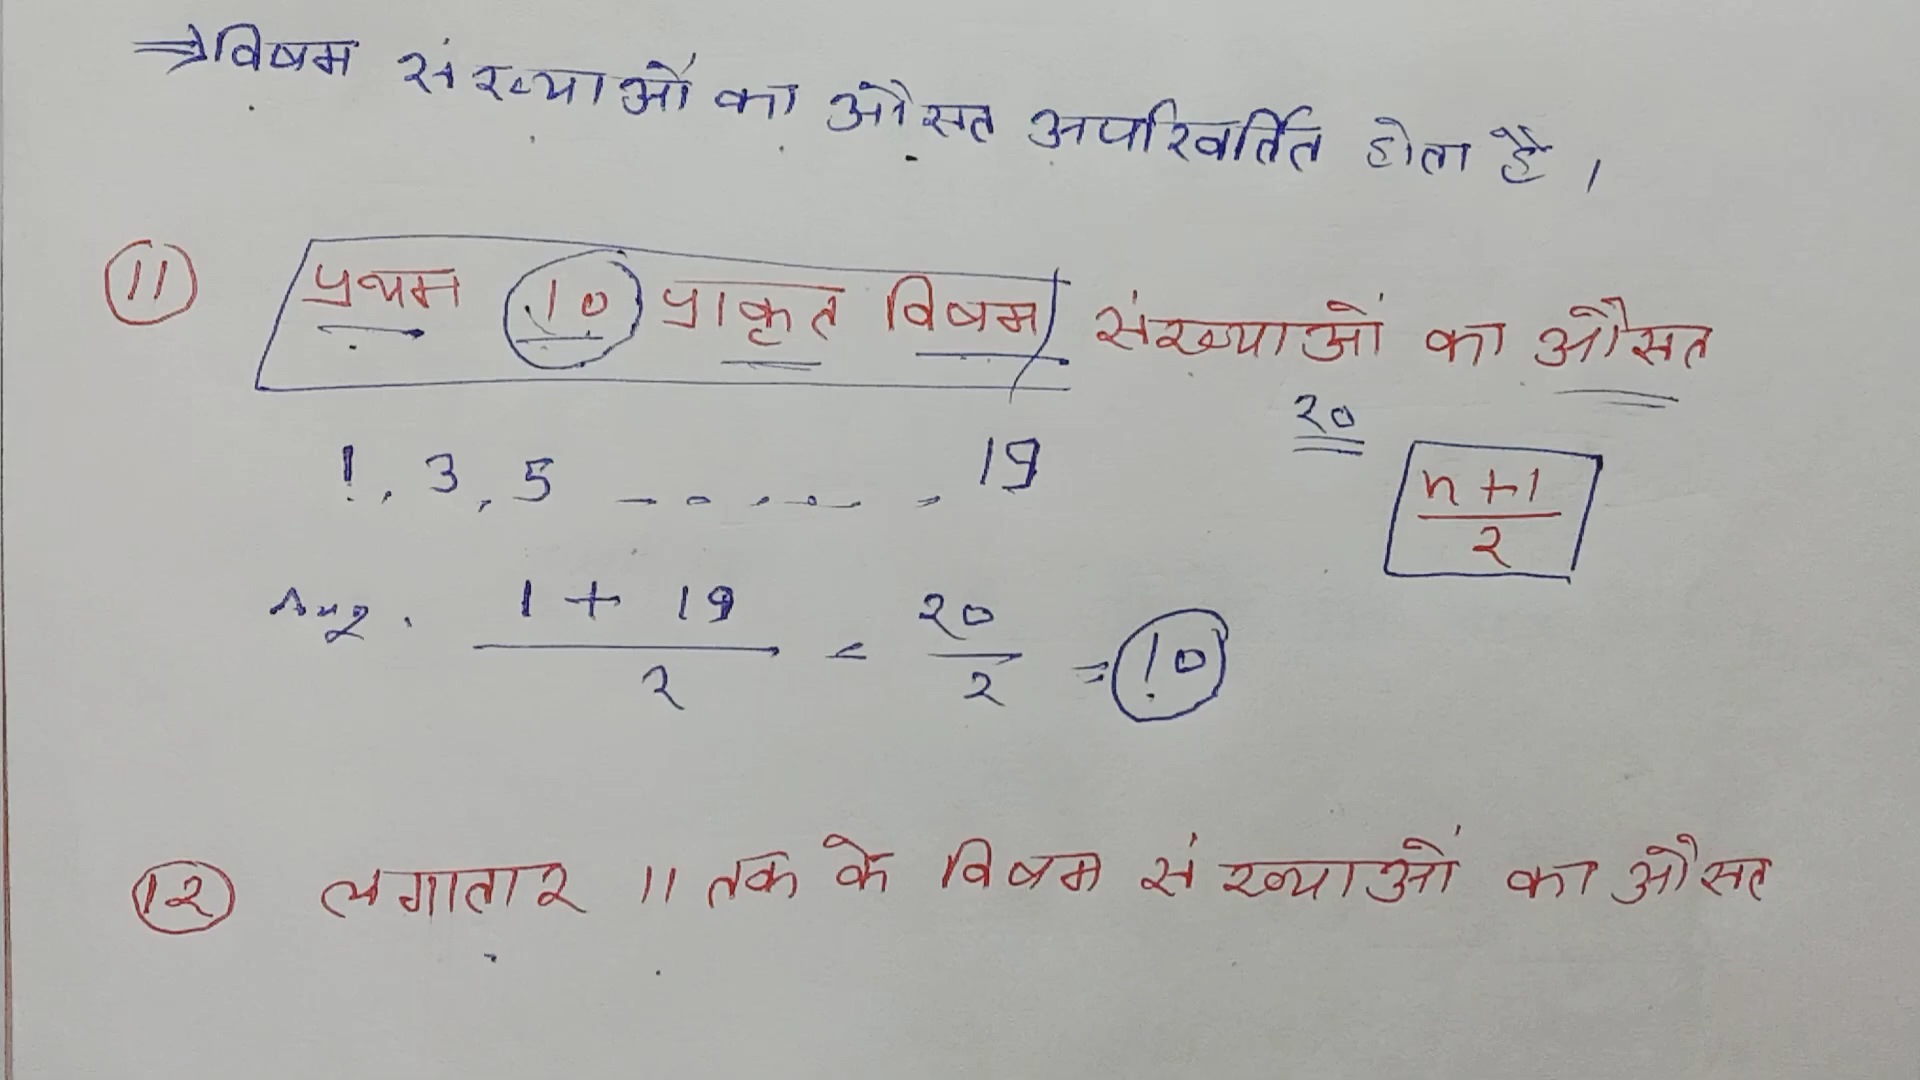 ⇒ विषम संख्याओं का औसत अपरिवर्तित होता है।
(11) प्रथम 10 प्राकृत विषम संख्याओं का औसत
20
1, 3, 5 - - - - - , 19
n+1
2
Avg. 1 + 19 / 2 = 20 / 2 = 10
(12) लगातार 11 तक के विषम संख्याओं का औसत